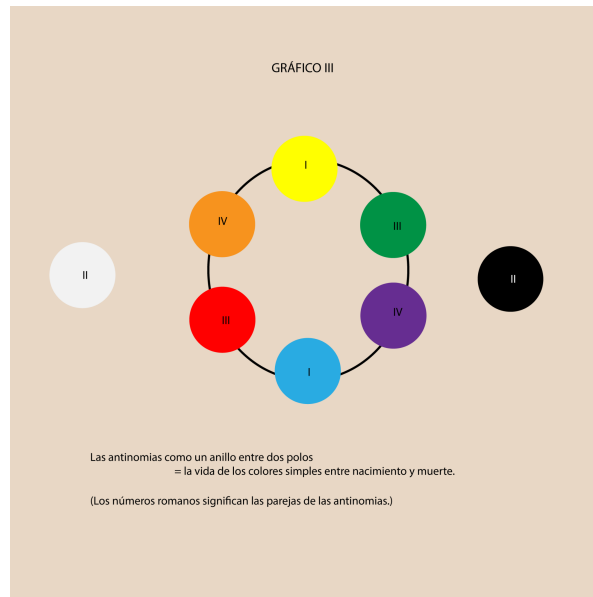 GRÁFICO III
I
IV
III
II
II
III
IV
I
Las antinomias como un anillo entre dos polos
= la vida de los colores simples entre nacimiento y muerte.
(Los números romanos significan las parejas de las antinomias.)